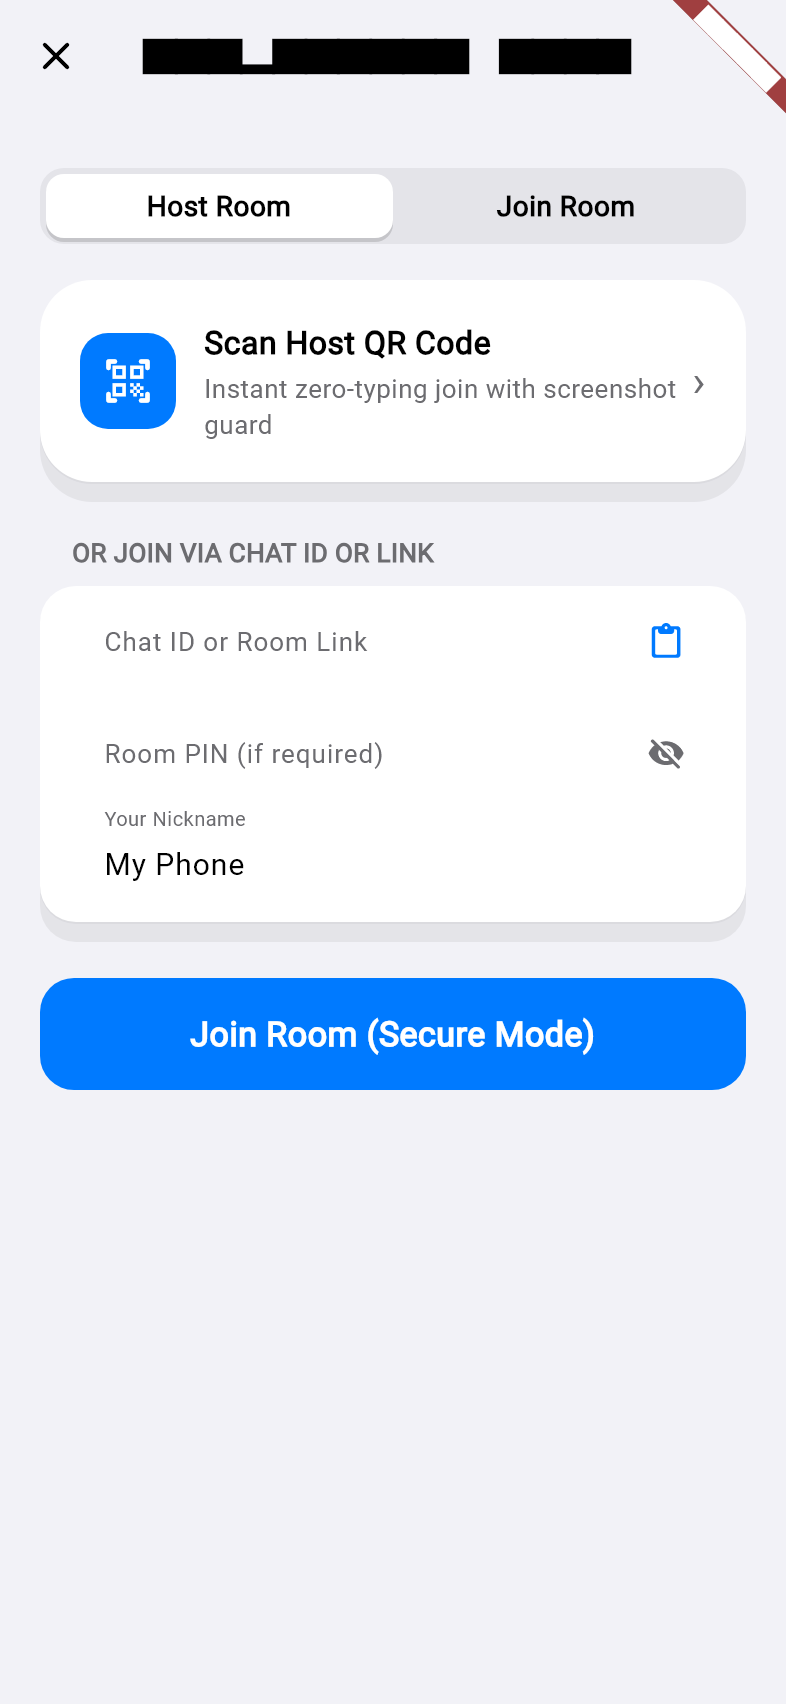 Host Room
Join Room
Scan Host QR Code
Instant zero-typing join with screenshot
guard
OR JOIN VIA CHAT ID OR LINK
Chat ID or Room Link
Room PIN (if required)
Your Nickname
My Phone
Join Room (Secure Mode)